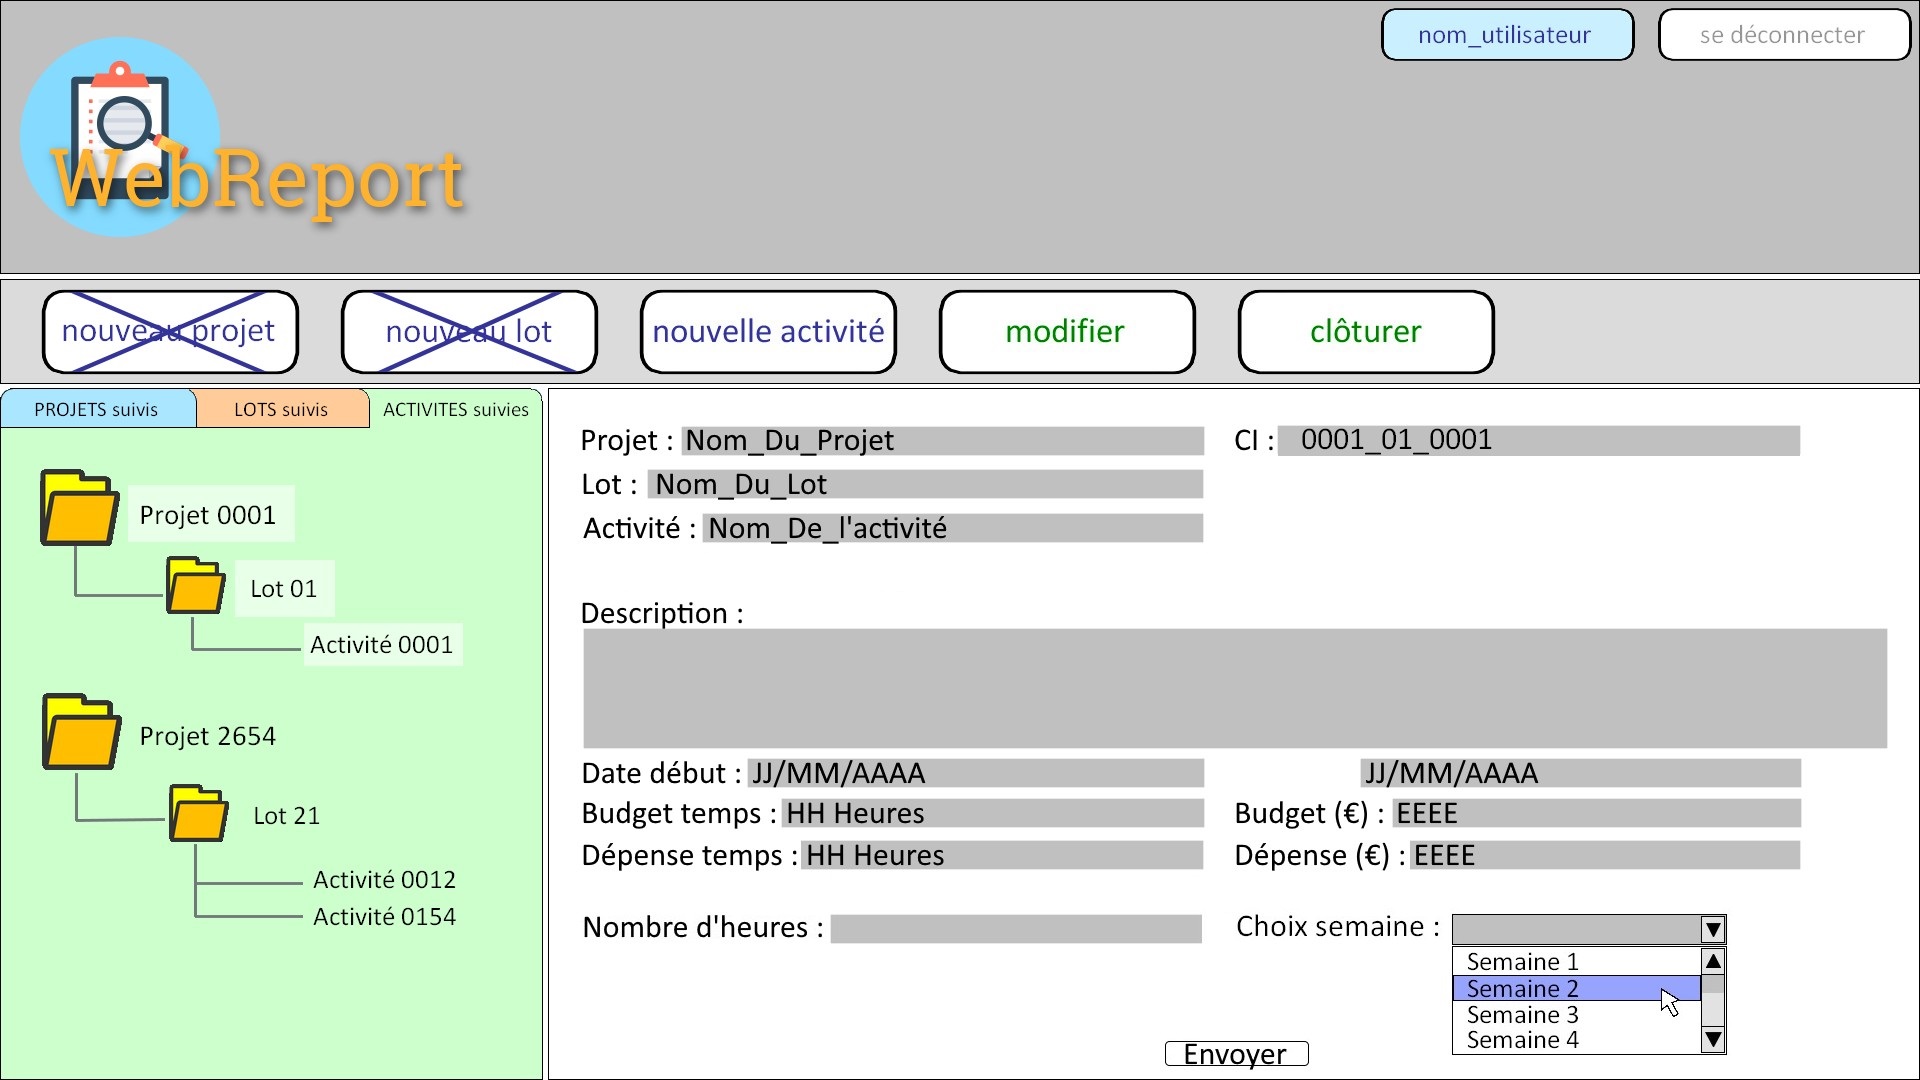 nom_utilisateur
se déconnecter
WebReport
nouveau projet
nouveau lot
nouvelle activité
modifier
clôturer
PROJETS suivis
LOTS suivis
ACTIVITES suivies
Projet 0001
Lot 01
Activité 0001
Projet 2654
Lot 21
Activité 0012
Activité 0154
Projet : Nom_Du_Projet
CI : 0001_01_0001
Lot : Nom_Du_Lot
Activité : Nom_De_l'activité
Description :
Date début : JJ/MM/AAAA
JJ/MM/AAAA
Budget temps : HH Heures
Budget (€) : EEEE
Dépense temps : HH Heures
Dépense (€) : EEEE
Nombre d'heures :
Choix semaine :
Semaine 1
Semaine 2
Semaine 3
Semaine 4
Envoyer